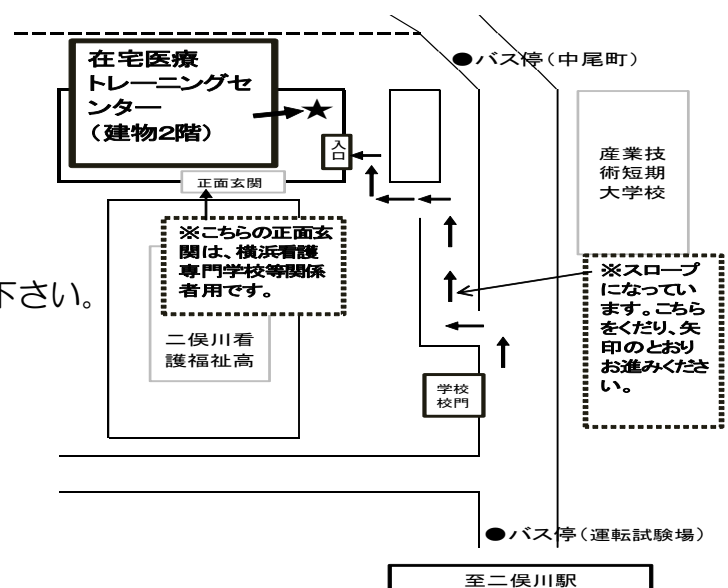 在宅医療
トレーニングセ
ンター
（建物2階）
●バス停（中尾町）
入
口
正面玄関
産業技
術短期
大学校
※こちらの正面玄
関は、横浜看護
専門学校等関係
者用です。
※スロープ
になってい
ます。こちら
をくだり、矢
印のとおり
お進みくださ
い。
下さい。
二俣川看
護福祉高
学校
校門
●バス停（運転試験場）
至二俣川駅